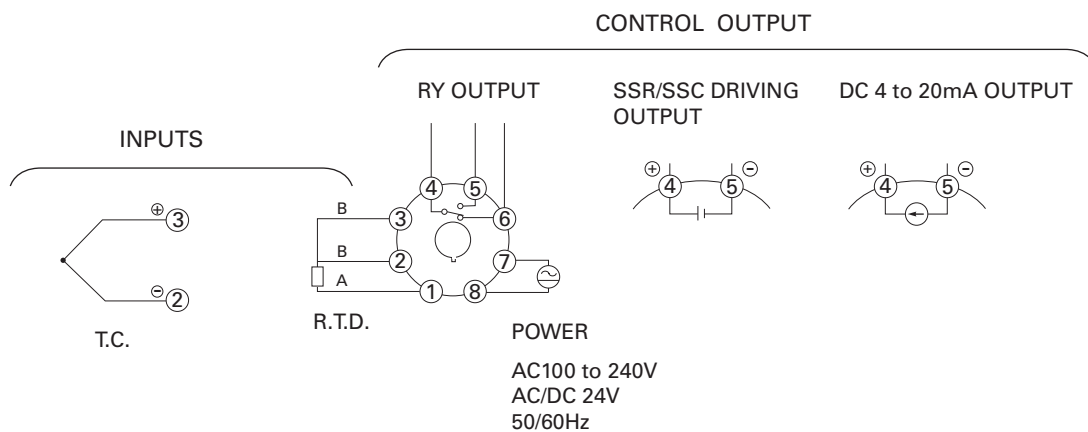 CONTROL OUTPUT
RY OUTPUT
SSR/SSC DRIVING
OUTPUT
DC 4 to 20mA OUTPUT
INPUTS
⊕ 3
⊖ 2
T.C.
B
B
A
R.T.D.
4 5
3 6
2 7
1 8
⊕ 4 5 ⊖
⊕ 4 5 ⊖
POWER
AC100 to 240V
AC/DC 24V
50/60Hz